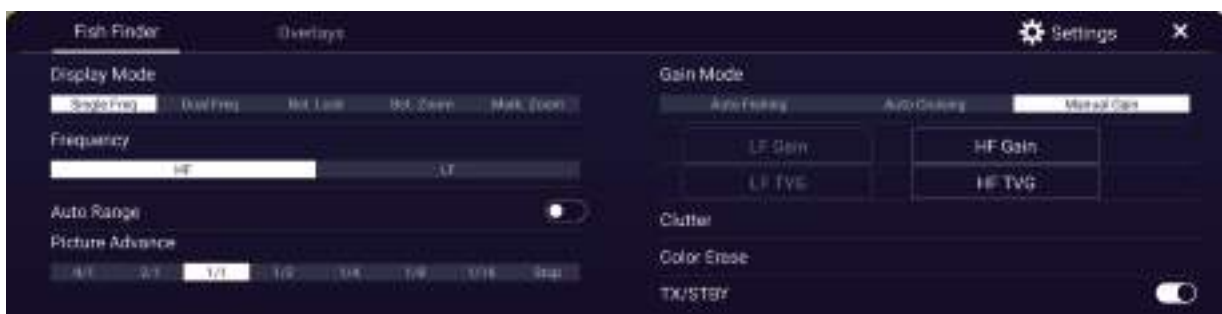 Fish Finder
Overlays
Settings
Display Mode
Single Freq Dual Freq Bot. Lock Bot. Zoom Mark. Zoom
Frequency
HF LF
Auto Range
Picture Advance
4/1 2/1 1/1 1/2 1/4 1/8 1/16 Stop
Gain Mode
Auto Fishing Auto Cruising Manual Gain
LF Gain HF Gain
LF TVG HF TVG
Clutter
Color Erase
TX/STBY